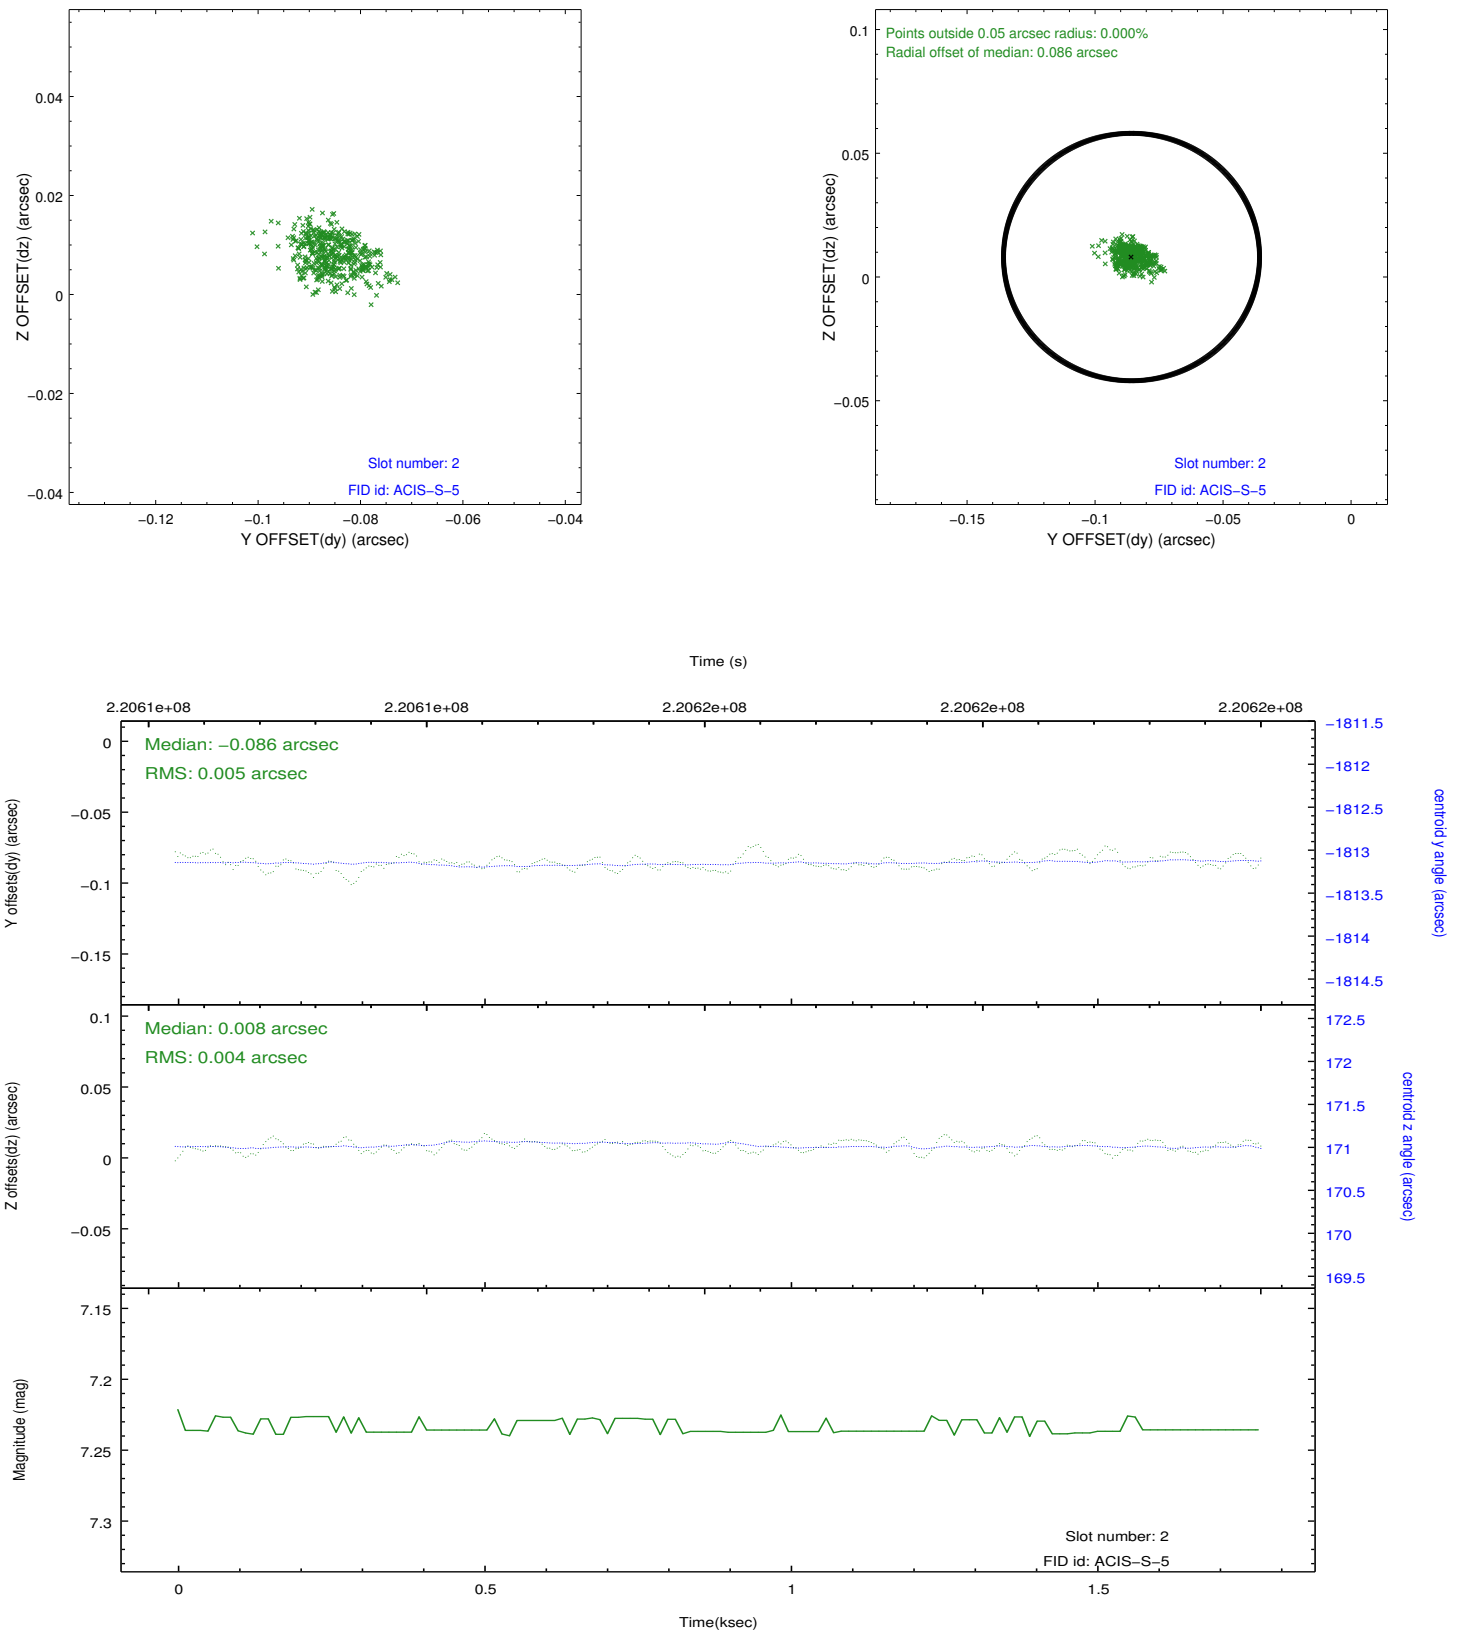 0.04
0.02
0
−0.02
−0.04
Z OFFSET(dz) (arcsec)
Slot number: 2
FID id: ACIS−S−5
−0.12
−0.1
−0.08
−0.06
−0.04
Y OFFSET(dy) (arcsec)
0.1
0.05
0
−0.05
Z OFFSET(dz) (arcsec)
Points outside 0.05 arcsec radius: 0.000%
Radial offset of median: 0.086 arcsec
Slot number: 2
FID id: ACIS−S−5
−0.15
−0.1
−0.05
0
Y OFFSET(dy) (arcsec)
Time (s)
2.2061e+08
2.2061e+08
2.2062e+08
2.2062e+08
2.2062e+08
Median: −0.086 arcsec
RMS: 0.005 arcsec
0
−0.05
−0.1
−0.15
Y offsets(dy) (arcsec)
−1811.5
−1812
−1812.5
−1813
−1813.5
−1814
−1814.5
centroid y angle (arcsec)
Median: 0.008 arcsec
RMS: 0.004 arcsec
0.1
0.05
0
−0.05
Z offsets(dz) (arcsec)
172.5
172
171.5
171
170.5
170
169.5
centroid z angle (arcsec)
7.15
7.2
7.25
7.3
Magnitude (mag)
Slot number: 2
FID id: ACIS−S−5
0
0.5
1
1.5
Time(ksec)